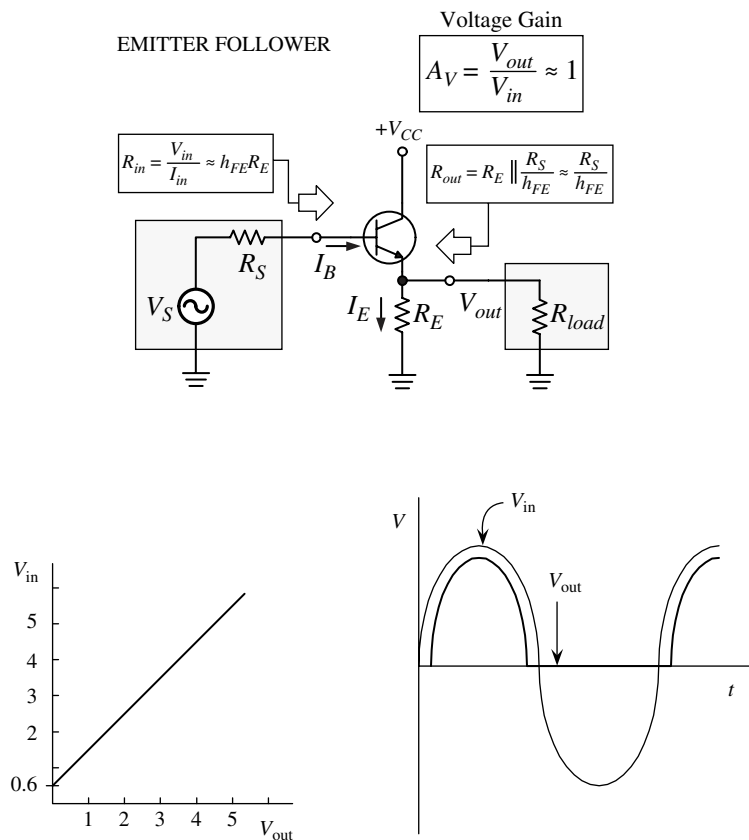 Voltage Gain
EMITTER FOLLOWER
A_V = V_out / V_in ≈ 1
+V_CC
R_in = V_in / I_in ≈ h_FE R_E
R_out = R_E ∥ R_S / h_FE ≈ R_S / h_FE
R_S
I_B
V_S
I_E
R_E
V_out
R_load
V_in
5
4
3
2
0.6
1 2 3 4 5
V_out
V
V_in
V_out
t